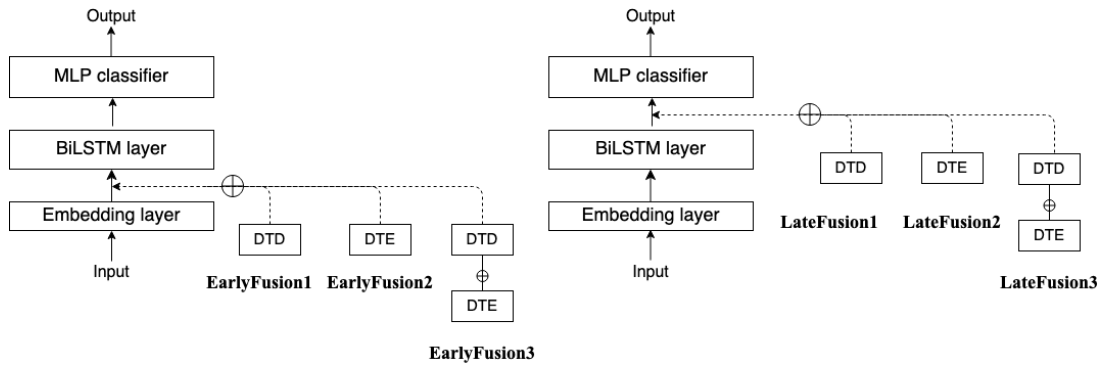 Output
MLP classifier
BiLSTM layer
Embedding layer
Input
DTD
DTE
DTD
EarlyFusion1
EarlyFusion2
DTE
EarlyFusion3
Output
MLP classifier
BiLSTM layer
Embedding layer
Input
DTD
DTE
DTD
LateFusion1
LateFusion2
DTE
LateFusion3